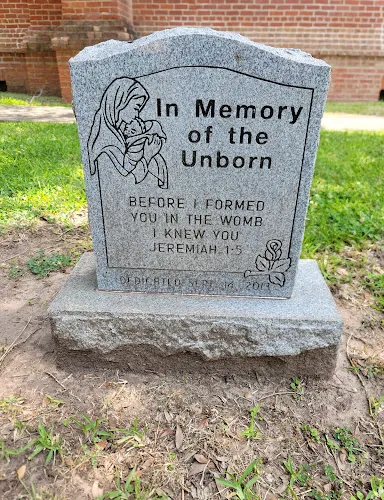 In Memory
of the
Unborn
BEFORE I FORMED
YOU IN THE WOMB
I KNEW YOU
JEREMIAH 1:5
DEDICATED SEPT. 14,